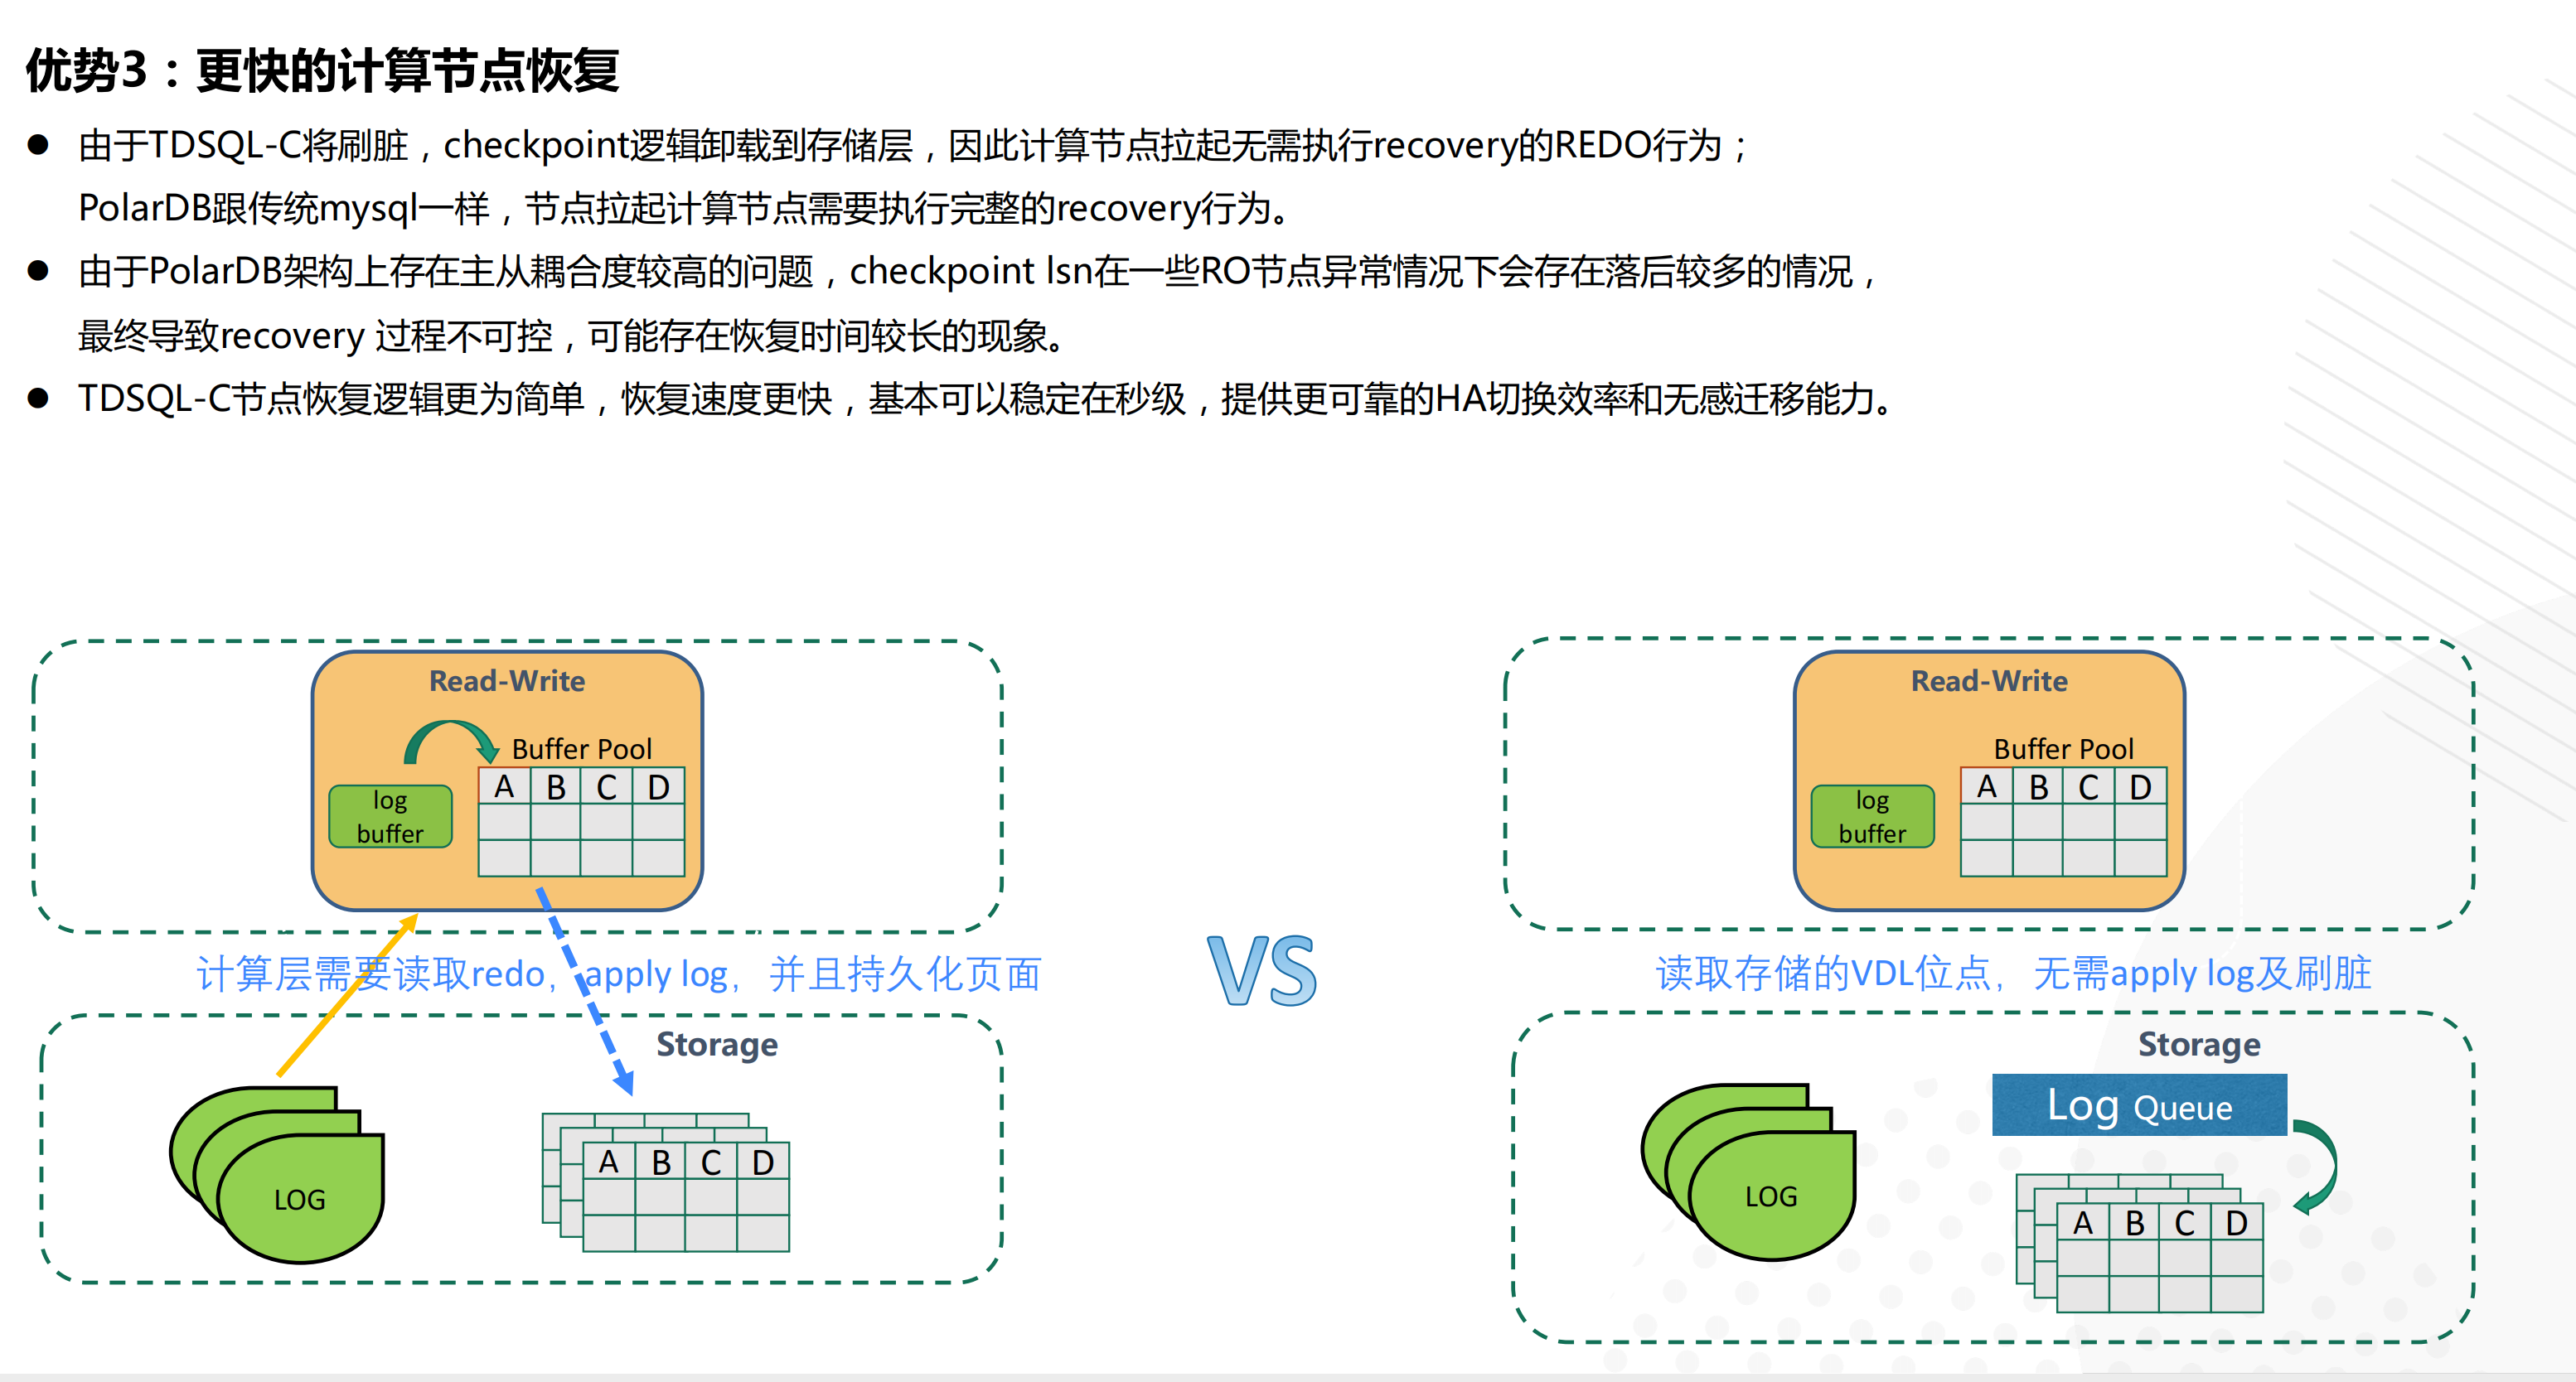 优势3：更快的计算节点恢复
● 由于TDSQL-C将刷脏，checkpoint逻辑卸载到存储层，因此计算节点拉起无需执行recovery的REDO行为；
PolarDB跟传统mysql一样，节点拉起计算节点需要执行完整的recovery行为。
● 由于PolarDB架构上存在主从耦合度较高的问题，checkpoint lsn在一些RO节点异常情况下会存在落后较多的情况，
最终导致recovery 过程不可控，可能存在恢复时间较长的现象。
● TDSQL-C节点恢复逻辑更为简单，恢复速度更快，基本可以稳定在秒级，提供更可靠的HA切换效率和无感迁移能力。
Read-Write
Buffer Pool
log
buffer
A B C D
计算层需要读取redo，apply log，并且持久化页面
Storage
LOG
A B C D
VS
Read-Write
Buffer Pool
log
buffer
A B C D
读取存储的VDL位点，无需apply log及刷脏
Storage
Log Queue
LOG
A B C D